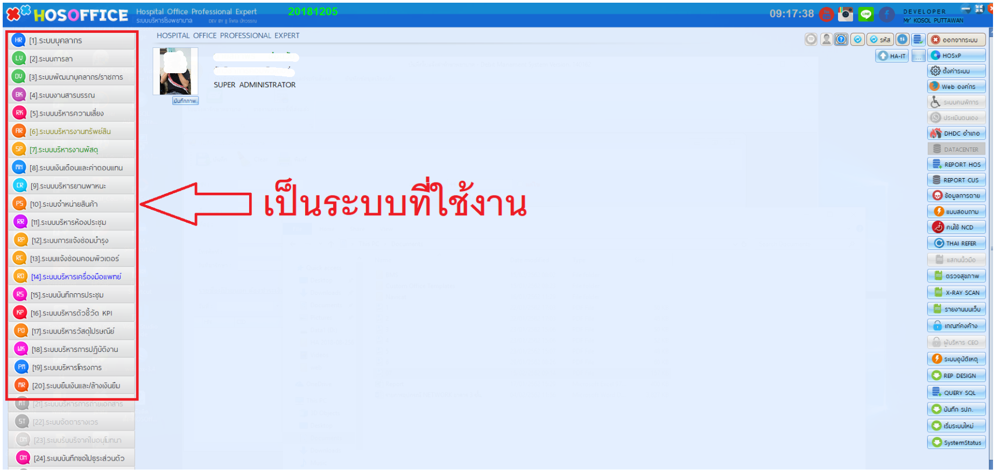 HOSOFFICE
Hospital Office Professional Expert
ระบบบริหารโรงพยาบาล
20181205
09:17:38
LINE
DEVELOPER
Mr' KOSOL PUTTAWAN
HOSPITAL OFFICE PROFESSIONAL EXPERT
SUPER ADMINISTRATOR
บันทึกภาพ
HR [1].ระบบบุคลากร
LV [2].ระบบการลา
DV [3].ระบบพัฒนาบุคลากร/ราชการ
BK [4].ระบบงานสารบรรณ
RK [5].ระบบบริหารความเสี่ยง
AR [6].ระบบบริหารงานทรัพย์สิน
SP [7].ระบบบริหารงานพัสดุ
MN [8].ระบบเงินเดือนและค่าตอบแทน
CR [9].ระบบบริหารยานพาหนะ
PS [10].ระบบจำหน่ายสินค้า
RR [11].ระบบบริหารห้องประชุม
RP [12].ระบบการแจ้งซ่อมบำรุง
RC [13].ระบบแจ้งซ่อมคอมพิวเตอร์
RD [14].ระบบบริหารเครื่องมือแพทย์
RS [15].ระบบบันทึกการประชุม
KP [16].ระบบบริหารตัวชี้วัด KPI
PO [17].ระบบบริหารวัสดุไปรษณีย์
WK [18].ระบบบริหารการปฏิบัติงาน
PM [19].ระบบบริหารโครงการ
MR [20].ระบบยืมเงินและ/ล้างเงินยืม
[21].ระบบบริหารการถ่ายเอกสาร
ST [22].ระบบจัดตารางเวร
[23].ระบบรับบริจาคใบอนุโมทนา
OM [24].ระบบบันทึกขอไปธุระส่วนตัว
เป็นระบบที่ใช้งาน
รหัส
ออกจากระบบ
HA-IT
...
HOSxP
ตั้งค่าระบบ
Web องค์กร
ระบบคนพิการ
ประเมินตนเอง
DHDC อำเภอ
DATACENTER
REPORT HOS
REPORT CUS
ข้อมูลการตาย
แบบสอบถาม
คนไข้ NCD
THAI REFER
แสกนนิ้วมือ
ตรวจสุขภาพ
X-RAY SCAN
รายงานบนเว็บ
เกณฑ์คงค้าง
ผู้บริหาร CEO
ระบบอุบัติเหตุ
REP DESIGN
QUERY SQL
บันทึก รปภ.
เริ่มระบบใหม่
SystemStatus